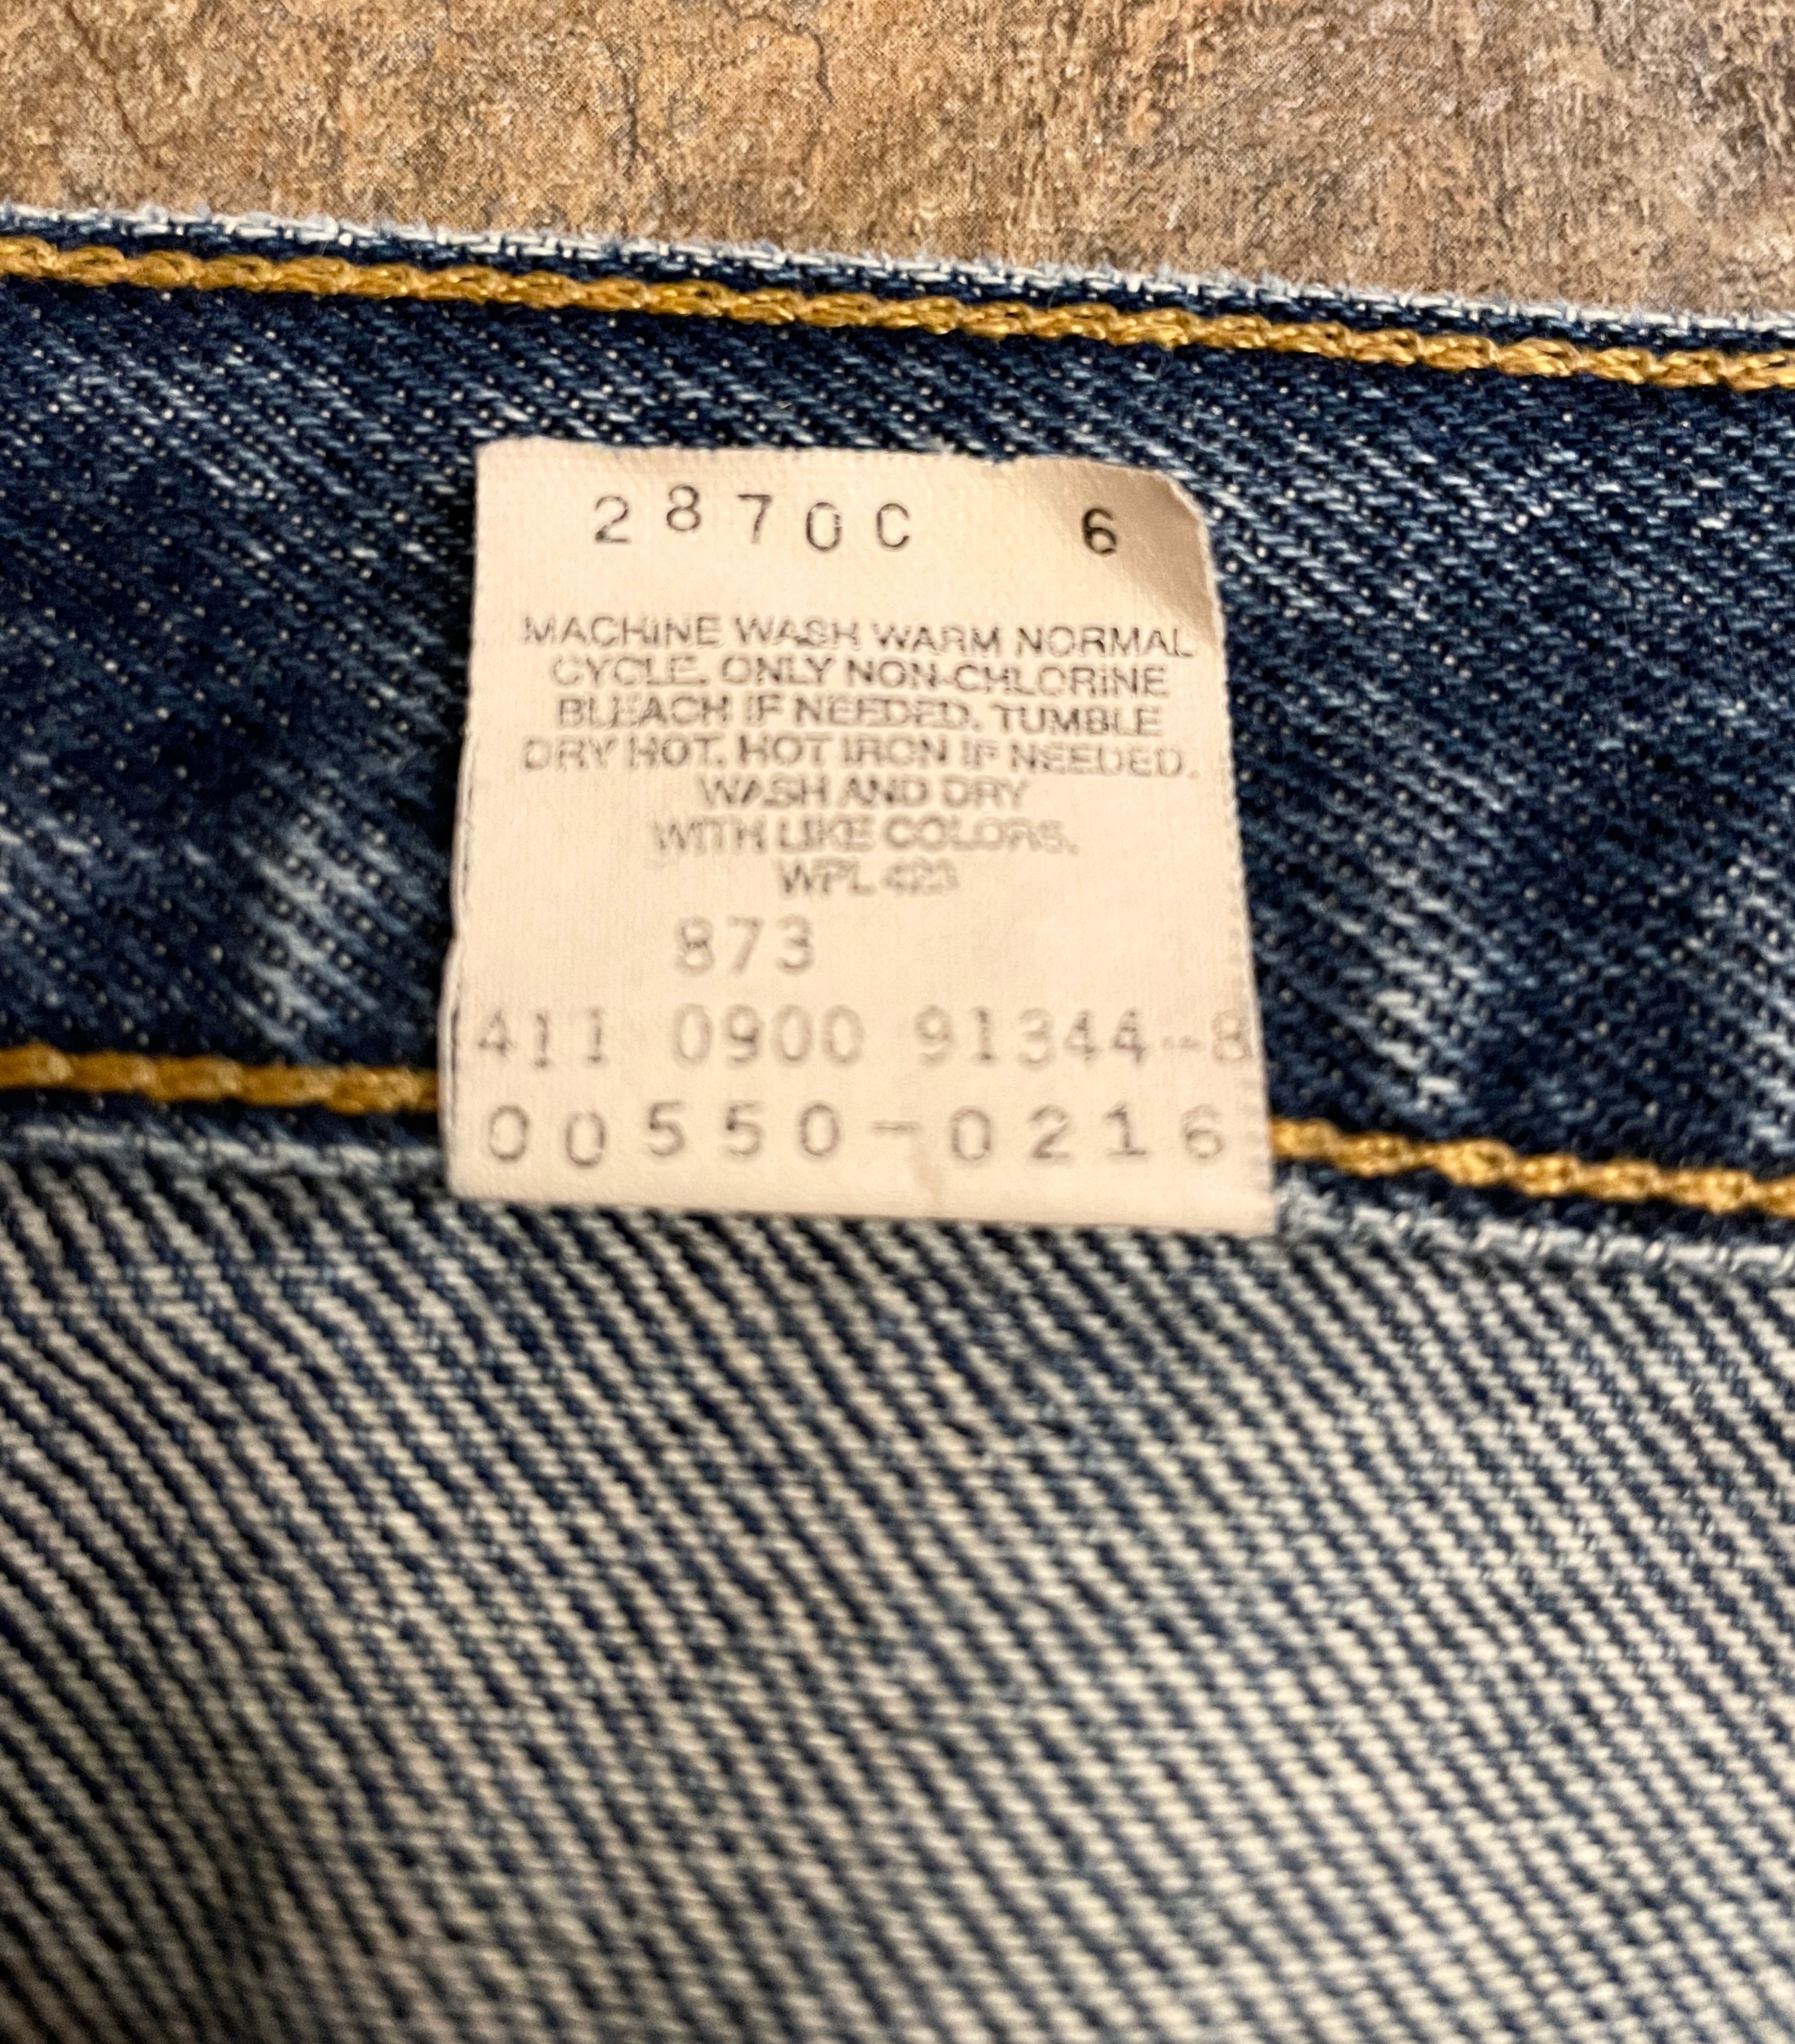 2870C 6
MACHINE WASH WARM NORMAL
CYCLE. ONLY NON-CHLORINE
BLEACH IF NEEDED. TUMBLE
DRY HOT. HOT IRON IF NEEDED.
WASH AND DRY
WITH LIKE COLORS.
WPL 423
873
411 0900 91344-8
00550-0216